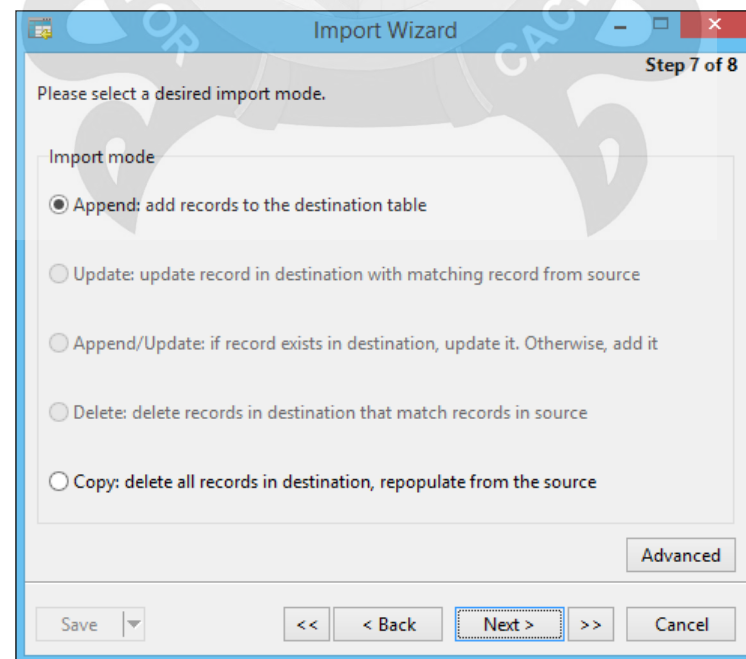 OR
CACH
Import Wizard
Step 7 of 8
Please select a desired import mode.
Import mode
Append: add records to the destination table
Update: update record in destination with matching record from source
Append/Update: if record exists in destination, update it. Otherwise, add it
Delete: delete records in destination that match records in source
Copy: delete all records in destination, repopulate from the source
Advanced
Save << < Back Next > >> Cancel